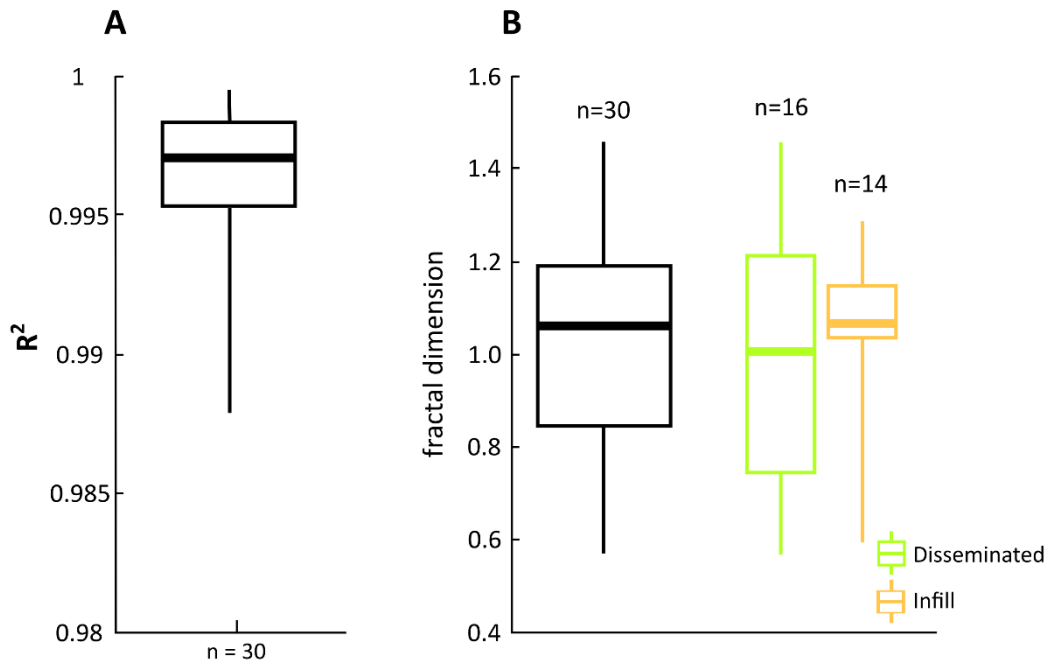 A
R²
1
0.995
0.99
0.985
0.98
n = 30
B
fractal dimension
1.6
1.4
1.2
1.0
0.8
0.6
0.4
n=30
n=16
n=14
Disseminated
Infill